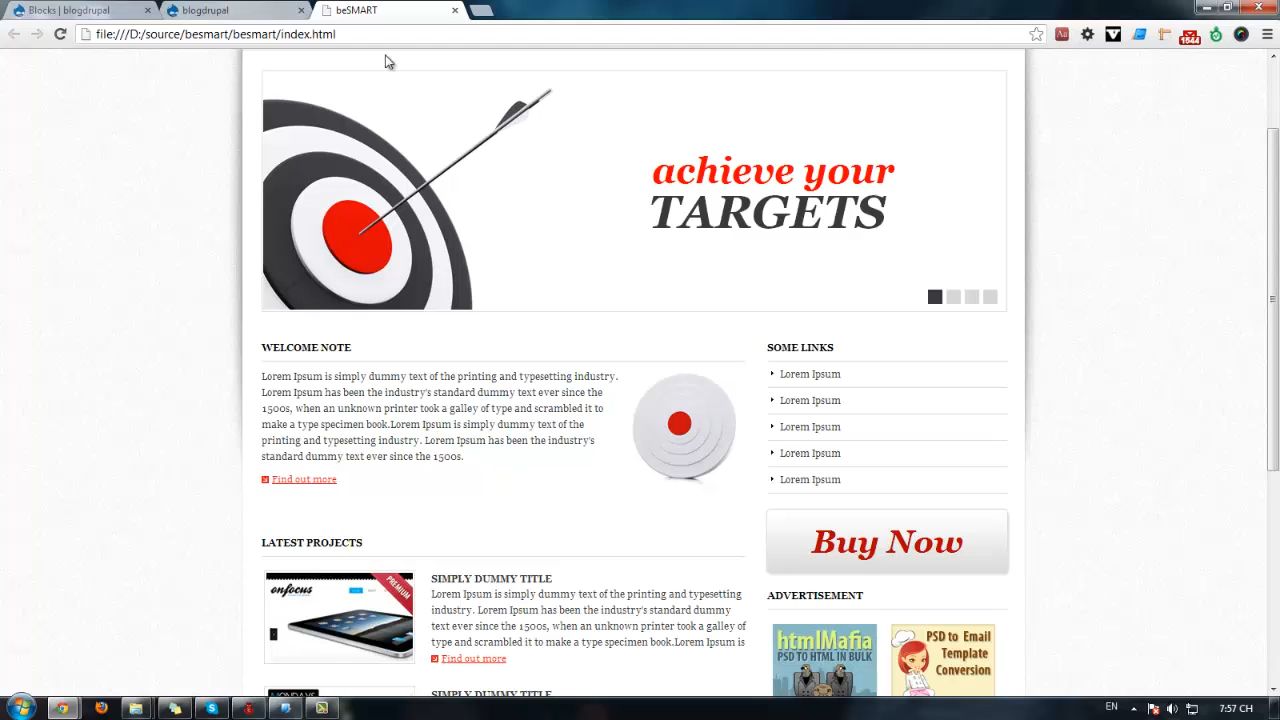 Blocks | blogdrupal
blogdrupal
beSMART
file:///D:/source/besmart/besmart/index.html
1544
achieve your
TARGETS
WELCOME NOTE
Lorem Ipsum is simply dummy text of the printing and typesetting industry.
Lorem Ipsum has been the industry's standard dummy text ever since the
1500s, when an unknown printer took a galley of type and scrambled it to
make a type specimen book.Lorem Ipsum is simply dummy text of the
printing and typesetting industry. Lorem Ipsum has been the industry's
standard dummy text ever since the 1500s.
Find out more
SOME LINKS
Lorem Ipsum
Lorem Ipsum
Lorem Ipsum
Lorem Ipsum
Lorem Ipsum
Buy Now
LATEST PROJECTS
onfocus
PREMIUM
SIMPLY DUMMY TITLE
Lorem Ipsum is simply dummy text of the printing and typesetting
industry. Lorem Ipsum has been the industry's standard dummy
text ever since the 1500s, when an unknown printer took a galley of
type and scrambled it to make a type specimen book.Lorem Ipsum is
Find out more
ADVERTISEMENT
htmlMafia
PSD TO HTML IN BULK
PSD to Email
Template
Conversion
SIMPLY DUMMY TITLE
EN
7:57 CH